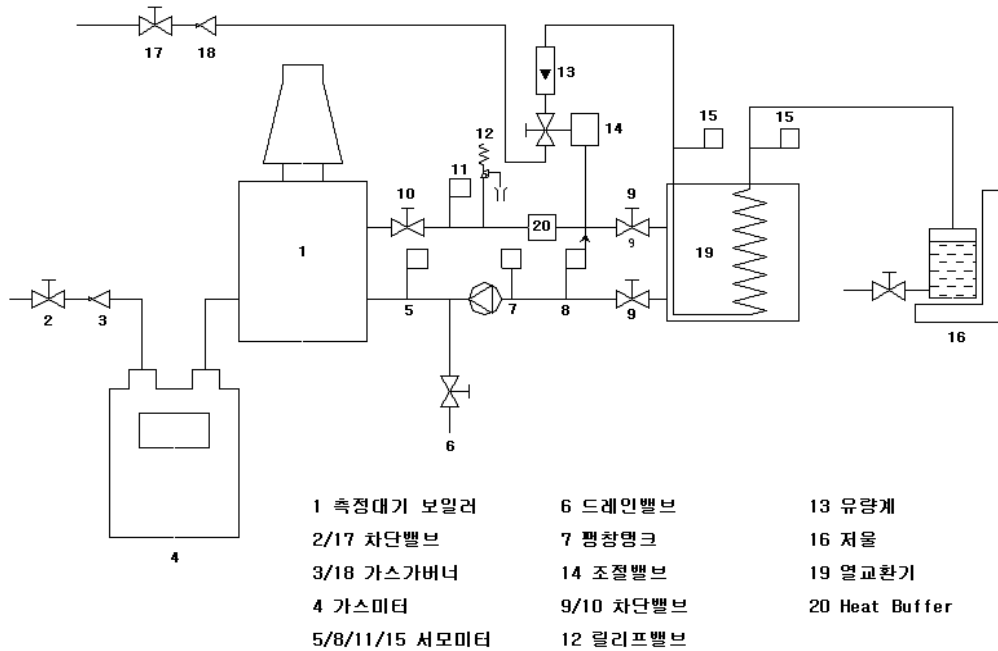 17
18
13
14
15
15
12
11
10
20
9
9
1
19
2
3
5
7
8
9
16
6
4
1 측정대기 보일러
2/17 차단밸브
3/18 가스가버너
4 가스미터
5/8/11/15 서모미터
6 드레인밸브
7 팽창탱크
14 조절밸브
9/10 차단밸브
12 릴리프밸브
13 유량계
16 저울
19 열교환기
20 Heat Buffer